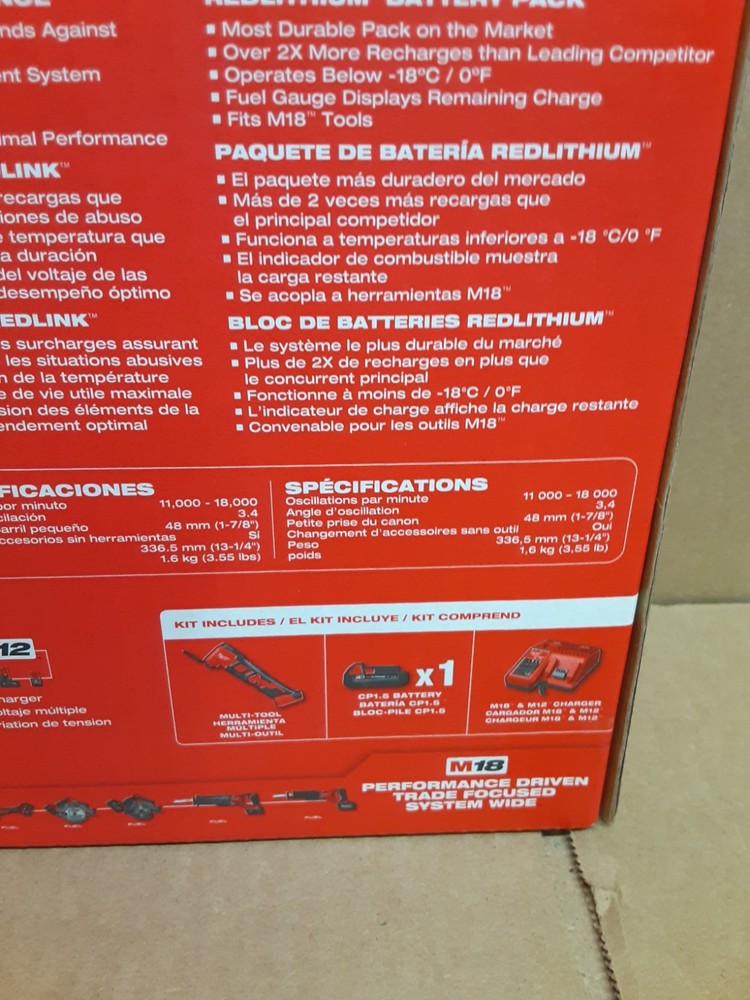 nds Against
nt System
mal Performance
LINK™
recargas que
iones de abuso
e temperatura que
a duración
del voltaje de las
desempeño óptimo
EDLINK™
s surcharges assurant
les situations abusives
n de la température
e de vie utile maximale
sion des éléments de la
endement optimal
REDLITHIUM™ BATTERY PACK
▪ Most Durable Pack on the Market
▪ Over 2X More Recharges than Leading Competitor
▪ Operates Below -18°C / 0°F
▪ Fuel Gauge Displays Remaining Charge
▪ Fits M18™ Tools
PAQUETE DE BATERÍA REDLITHIUM™
▪ El paquete más duradero del mercado
▪ Más de 2 veces más recargas que
el principal competidor
▪ Funciona a temperaturas inferiores a -18 °C/0 °F
▪ El indicador de combustible muestra
la carga restante
▪ Se acopla a herramientas M18™
BLOC DE BATTERIES REDLITHIUM™
▪ Le système le plus durable du marché
▪ Plus de 2X de recharges en plus que
le concurrent principal
▪ Fonctionne à moins de -18°C / 0°F
▪ L'indicateur de charge affiche la charge restante
▪ Convenable pour les outils M18™
FICACIONES
por minuto 11,000 - 18,000
cilación 3.4
arril pequeño 48 mm (1-7/8")
ccesorios sin herramientas Sí
336.5 mm (13-1/4")
1.6 kg (3.55 lbs)
SPÉCIFICATIONS
Oscillations par minute 11 000 - 18 000
Angle d'oscillation 3,4
Petite prise du canon 48 mm (1-7/8")
Changement d'accessoires sans outil Oui
Peso 336,5 mm (13-1/4")
poids 1,6 kg (3,55 lb)
12
harger
oltaje múltiple
riation de tension
KIT INCLUDES / EL KIT INCLUYE / KIT COMPREND
MULTI-TOOL
HERRAMIENTA
MÚLTIPLE
MULTI-OUTIL
x1
CP1.5 BATTERY
BATERÍA CP1.5
BLOC-PILE CP1.5
M18™ & M12™ CHARGER
CARGADOR M18™ & M12™
CHARGEUR M18™ & M12™
M18
PERFORMANCE DRIVEN
TRADE FOCUSED
SYSTEM WIDE
FUEL FUEL FUEL FUEL FUEL